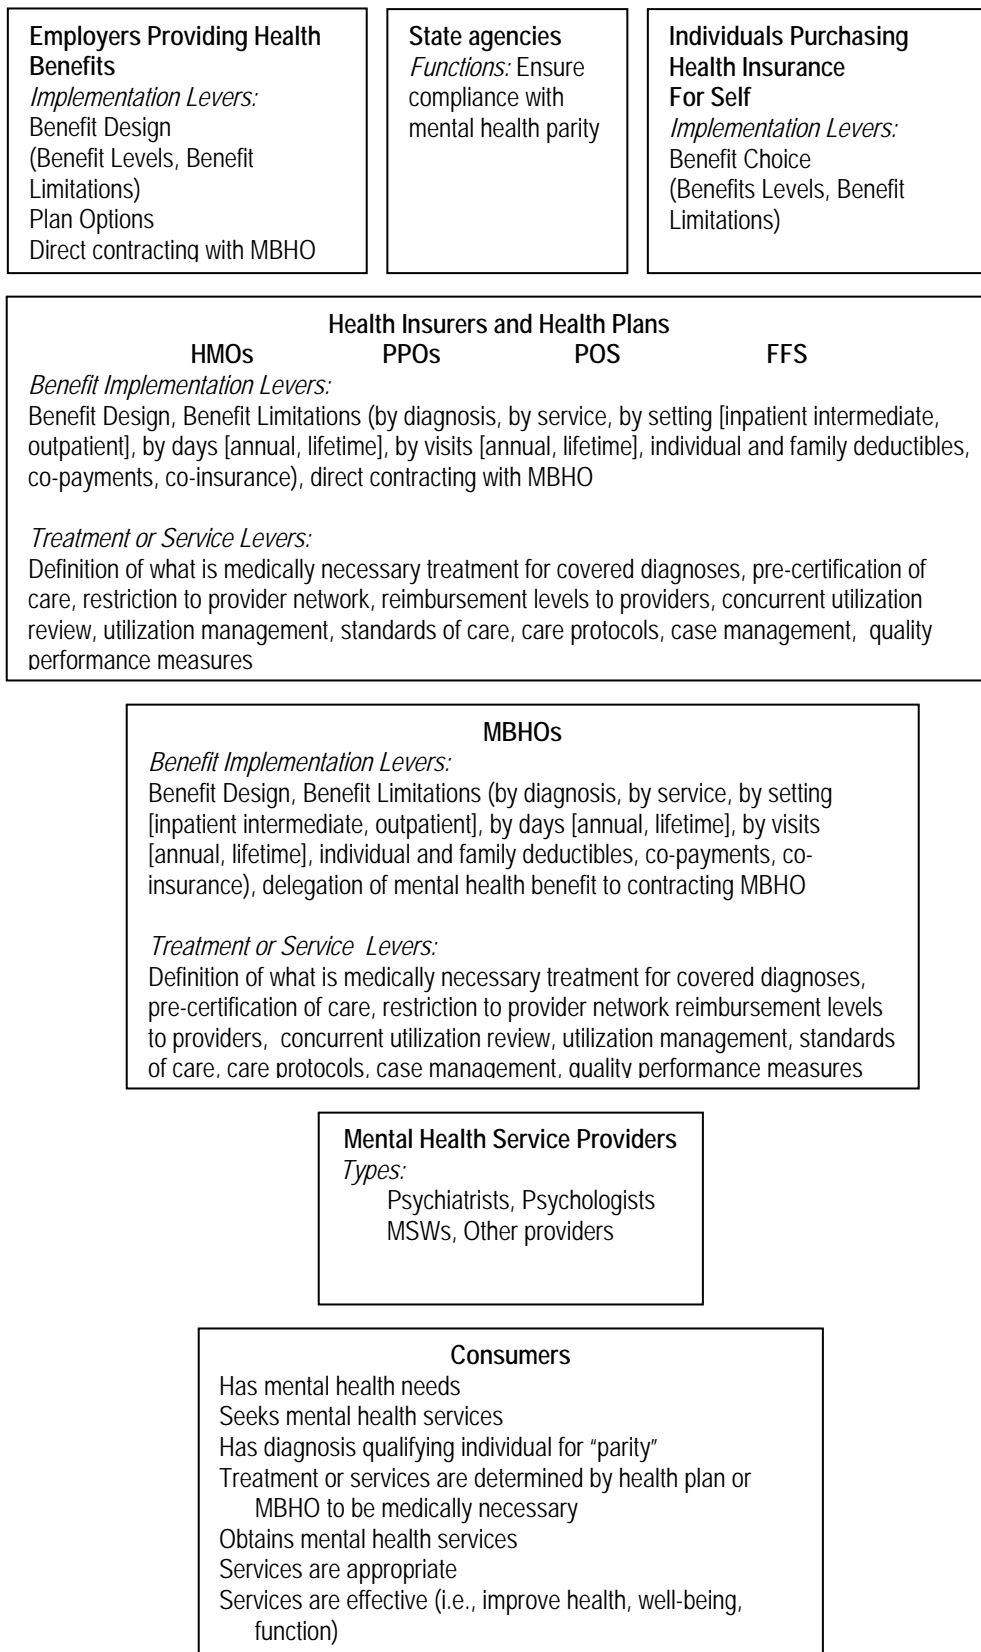 Employers Providing Health
Benefits
Implementation Levers:
Benefit Design
(Benefit Levels, Benefit
Limitations)
Plan Options
Direct contracting with MBHO
State agencies
Functions: Ensure
compliance with
mental health parity
Individuals Purchasing
Health Insurance
For Self
Implementation Levers:
Benefit Choice
(Benefits Levels, Benefit
Limitations)
Health Insurers and Health Plans
HMOs PPOs POS FFS
Benefit Implementation Levers:
Benefit Design, Benefit Limitations (by diagnosis, by service, by setting [inpatient intermediate,
outpatient], by days [annual, lifetime], by visits [annual, lifetime], individual and family deductibles,
co-payments, co-insurance), direct contracting with MBHO
Treatment or Service Levers:
Definition of what is medically necessary treatment for covered diagnoses, pre-certification of
care, restriction to provider network, reimbursement levels to providers, concurrent utilization
review, utilization management, standards of care, care protocols, case management, quality
performance measures
MBHOs
Benefit Implementation Levers:
Benefit Design, Benefit Limitations (by diagnosis, by service, by setting
[inpatient intermediate, outpatient], by days [annual, lifetime], by visits
[annual, lifetime], individual and family deductibles, co-payments, co-
insurance), delegation of mental health benefit to contracting MBHO
Treatment or Service Levers:
Definition of what is medically necessary treatment for covered diagnoses,
pre-certification of care, restriction to provider network reimbursement levels
to providers, concurrent utilization review, utilization management, standards
of care, care protocols, case management, quality performance measures
Mental Health Service Providers
Types:
Psychiatrists, Psychologists
MSWs, Other providers
Consumers
Has mental health needs
Seeks mental health services
Has diagnosis qualifying individual for “parity”
Treatment or services are determined by health plan or
MBHO to be medically necessary
Obtains mental health services
Services are appropriate
Services are effective (i.e., improve health, well-being,
function)